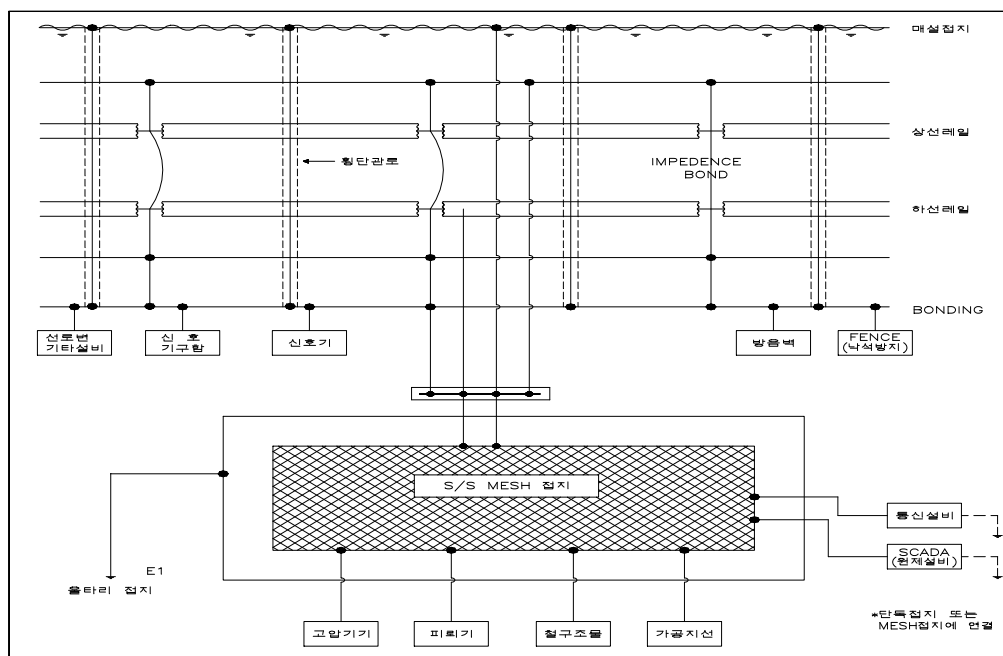 매설접지
상선레일
횡단관로
IMPEDENCE
BOND
하선레일
BONDING
선로변
기타설비
신 호
기구함
신호기
방음벽
FENCE
(낙석방지)
S/S MESH 접지
통신설비
SCADA
(원제설비)
E1
울타리 접지
고압기기
피뢰기
철구조물
가공지선
*단독접지 또는
MESH접지에 연결